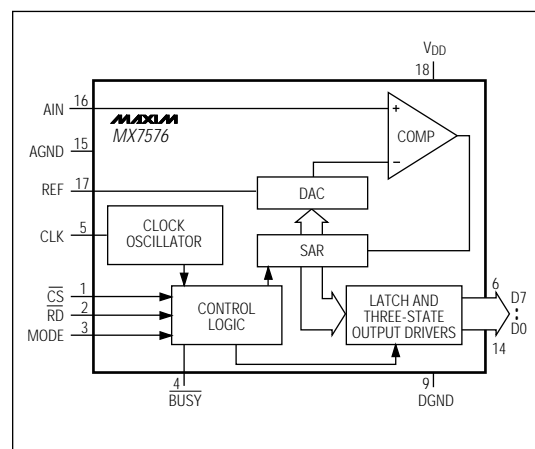 VDD
18
AIN 16
MAXIM
MX7576
+
COMP
−
AGND 15
REF 17
DAC
CLK 5
CLOCK
OSCILLATOR
SAR
CS 1
RD 2
MODE 3
CONTROL
LOGIC
LATCH AND
THREE-STATE
OUTPUT DRIVERS
6
D7
D0
14
4
BUSY
9
DGND